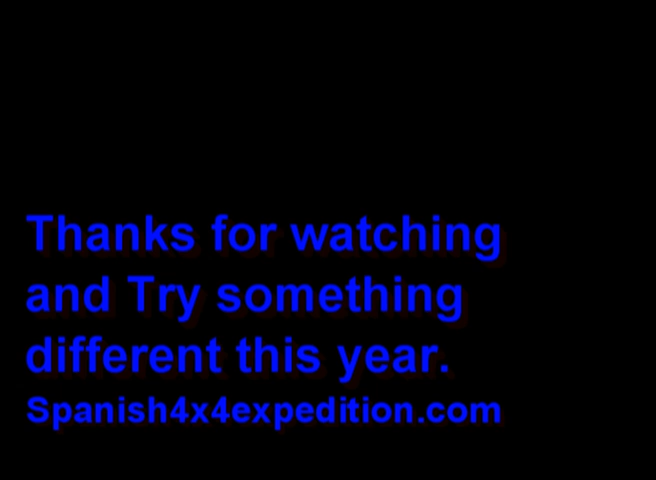 Thanks for watching
and Try something
different this year.
Spanish4x4expedition.com